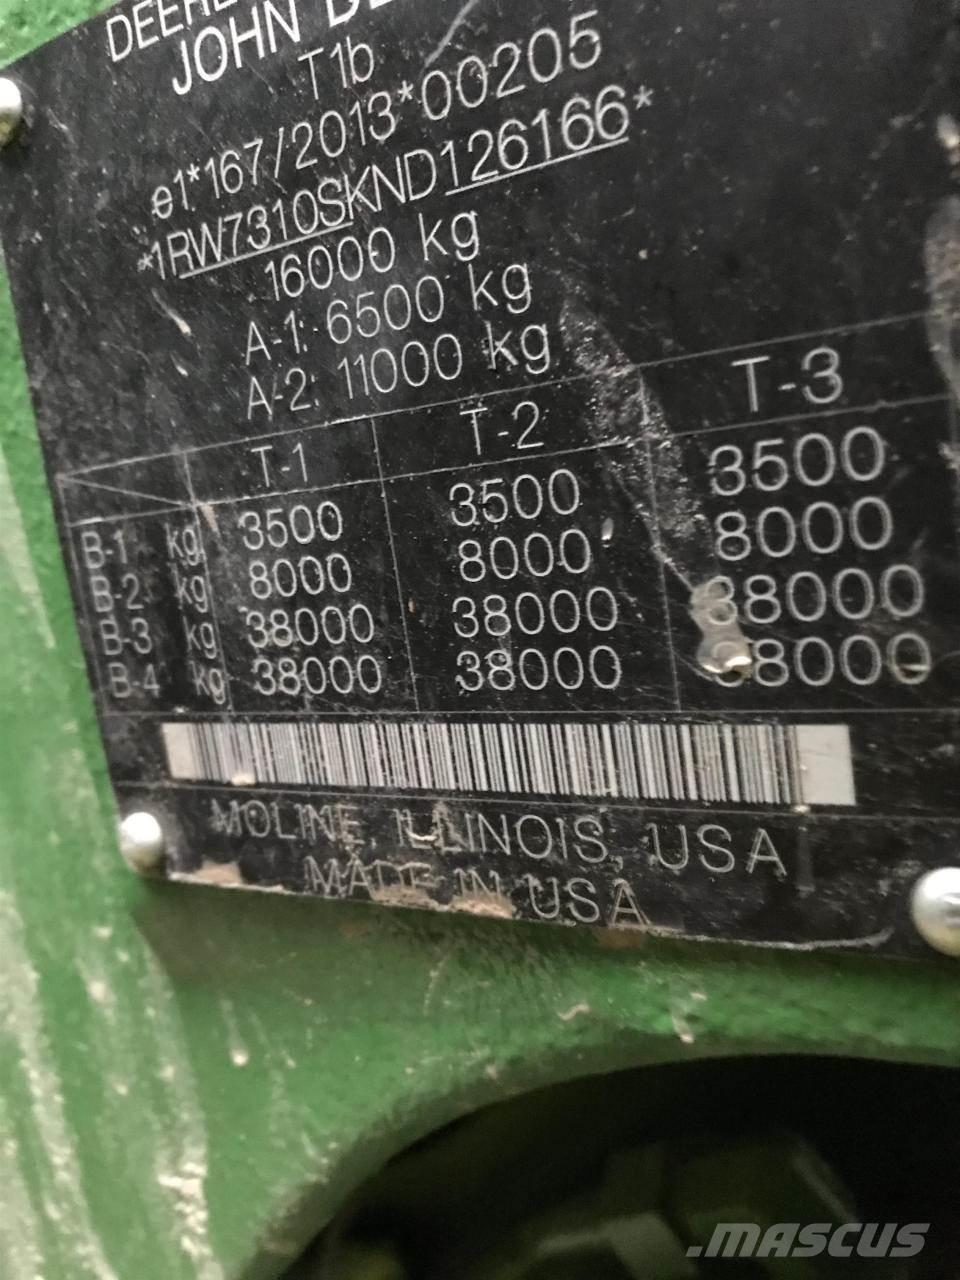 DEERE
JOHN DE
T1b
e1*167/2013*00205
*1RW7310SKND126166*
16000 kg
A-1: 6500 kg
A-2: 11000 kg
T-1 T-2 T-3
B-1 kg 3500 3500 3500
B-2 kg 8000 8000 8000
B-3 kg 38000 38000 38000
B-4 kg 38000 38000 38000
MOLINE, ILLINOIS, USA
MADE IN USA
.MASCUS